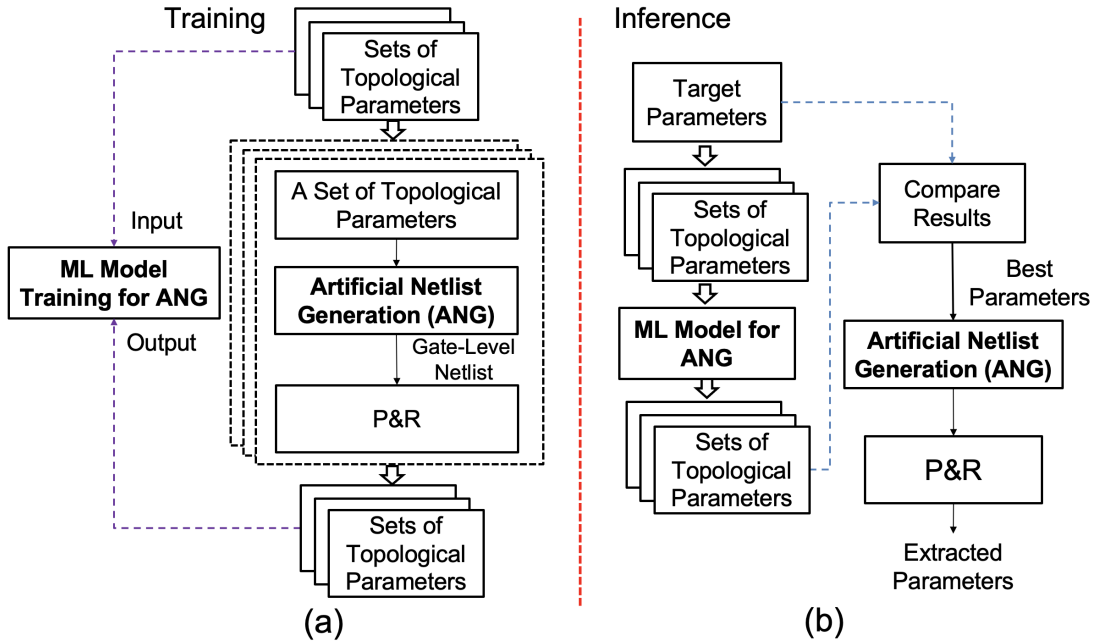 Training
Sets of
Topological
Parameters
A Set of Topological
Parameters
Input
ML Model
Training for ANG
Output
Artificial Netlist
Generation (ANG)
Gate-Level
Netlist
P&R
Sets of
Topological
Parameters
(a)
Inference
Target
Parameters
Sets of
Topological
Parameters
ML Model for
ANG
Sets of
Topological
Parameters
Compare
Results
Best
Parameters
Artificial Netlist
Generation (ANG)
P&R
Extracted
Parameters
(b)